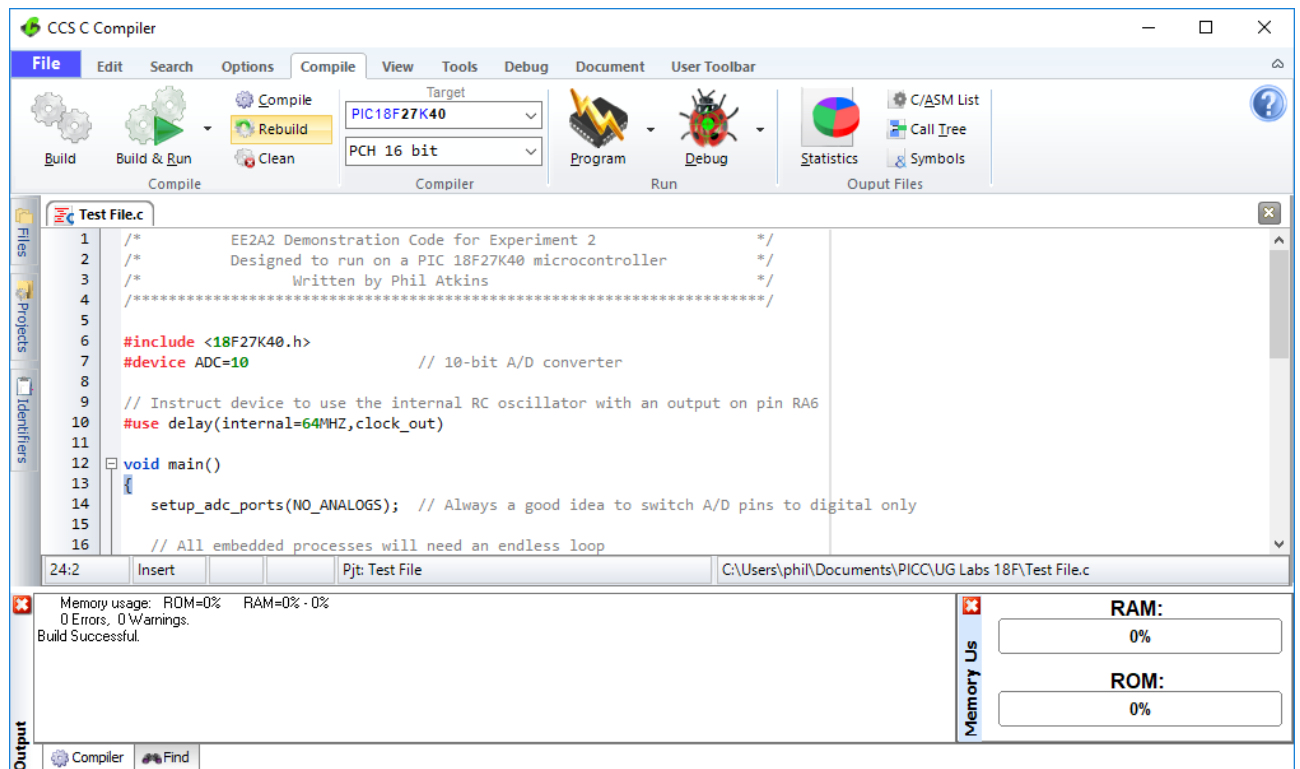 CCS C Compiler
File Edit Search Options Compile View Tools Debug Document User Toolbar
Build
Build & Run
Compile
Rebuild
Clean
Compile
Target
PIC18F27K40
PCH 16 bit
Compiler
Program
Debug
Run
Statistics
C/ASM List
Call Tree
Symbols
Ouput Files
Files
Projects
Identifiers
Test File.c
1 /* EE2A2 Demonstration Code for Experiment 2 */
2 /* Designed to run on a PIC 18F27K40 microcontroller */
3 /* Written by Phil Atkins */
4 /************************************************************************/
5
6 #include <18F27K40.h>
7 #device ADC=10 // 10-bit A/D converter
8
9 // Instruct device to use the internal RC oscillator with an output on pin RA6
10 #use delay(internal=64MHZ,clock_out)
11
12 void main()
13 {
14 setup_adc_ports(NO_ANALOGS); // Always a good idea to switch A/D pins to digital only
15
16 // All embedded processes will need an endless loop
24:2 Insert Pjt: Test File C:\Users\phil\Documents\PICC\UG Labs 18F\Test File.c
Output
Memory usage: ROM=0% RAM=0% - 0%
0 Errors, 0 Warnings.
Build Successful.
Compiler Find
Memory Us
RAM:
0%
ROM:
0%